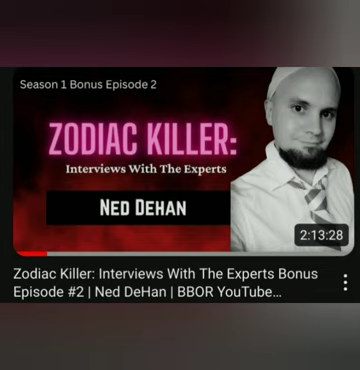 Season 1 Bonus Episode 2
ZODIAC KILLER:
Interviews With The Experts
NED DEHAN
2:13:28
Zodiac Killer: Interviews With The Experts Bonus
Episode #2 | Ned DeHan | BBOR YouTube...